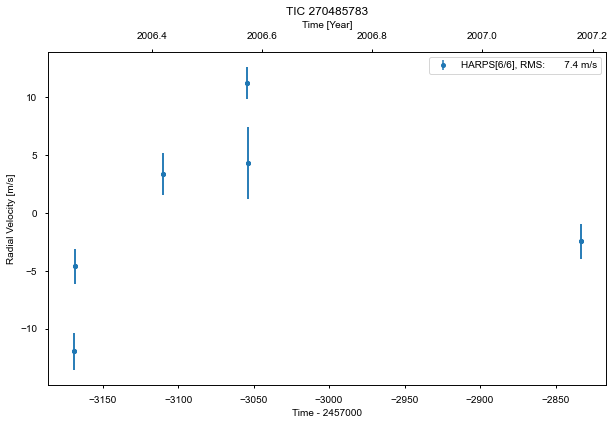 TIC 270485783
Time [Year]
2006.4 2006.6 2006.8 2007.0 2007.2
HARPS[6/6], RMS: 7.4 m/s
10
5
0
−5
−10
Radial Velocity [m/s]
−3150 −3100 −3050 −3000 −2950 −2900 −2850
Time - 2457000